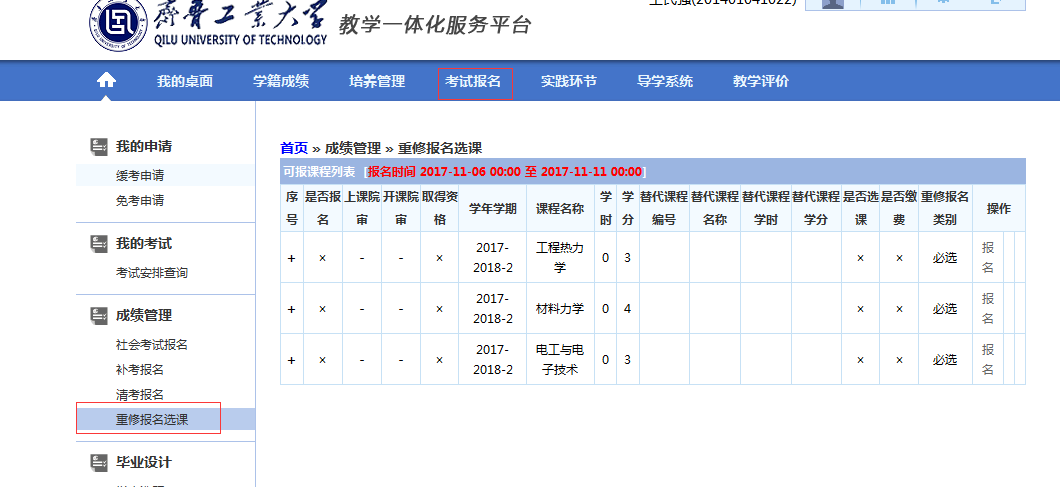 齊鲁工業大学
QILU UNIVERSITY OF TECHNOLOGY
教学一体化服务平台
我的桌面 学籍成绩 培养管理 考试报名 实践环节 导学系统 教学评价
我的申请
缓考申请
免考申请
我的考试
考试安排查询
成绩管理
社会考试报名
补考报名
清考报名
重修报名选课
毕业设计
首页 » 成绩管理 » 重修报名选课
可报课程列表 [报名时间 2017-11-06 00:00 至 2017-11-11 00:00]
序号 是否报名 上课院审 开课院审 取得资格 学年学期 课程名称 学时 学分 替代课程编号 替代课程名称 替代课程学时 替代课程学分 是否选课 是否缴费 重修报名类别 操作
+ × - - × 2017-2018-2 工程热力学 0 3 × × 必选 报名
+ × - - × 2017-2018-2 材料力学 0 4 × × 必选 报名
+ × - - × 2017-2018-2 电工与电子技术 0 3 × × 必选 报名